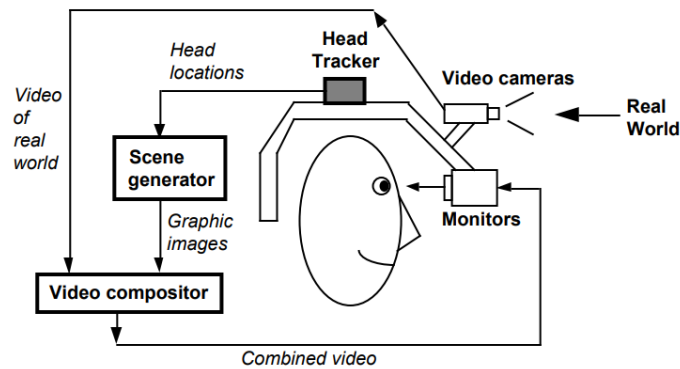 Head
Tracker
Head
locations
Video cameras
Video
of
real
world
Real
World
Scene
generator
Monitors
Graphic
images
Video compositor
Combined video